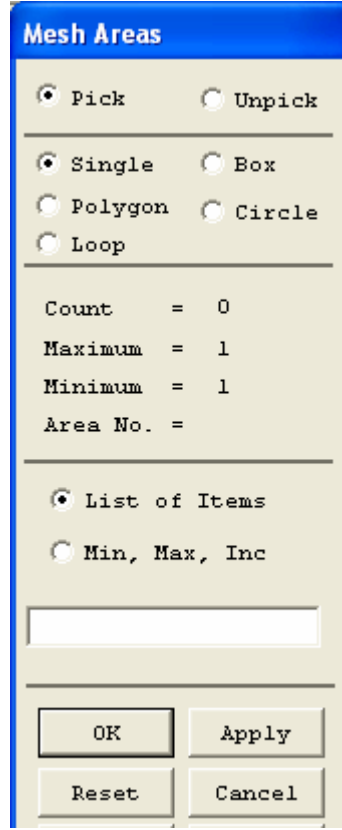 Mesh Areas
Pick Unpick
Single Box
Polygon Circle
Loop
Count = 0
Maximum = 1
Minimum = 1
Area No. =
List of Items
Min, Max, Inc
OK Apply
Reset Cancel